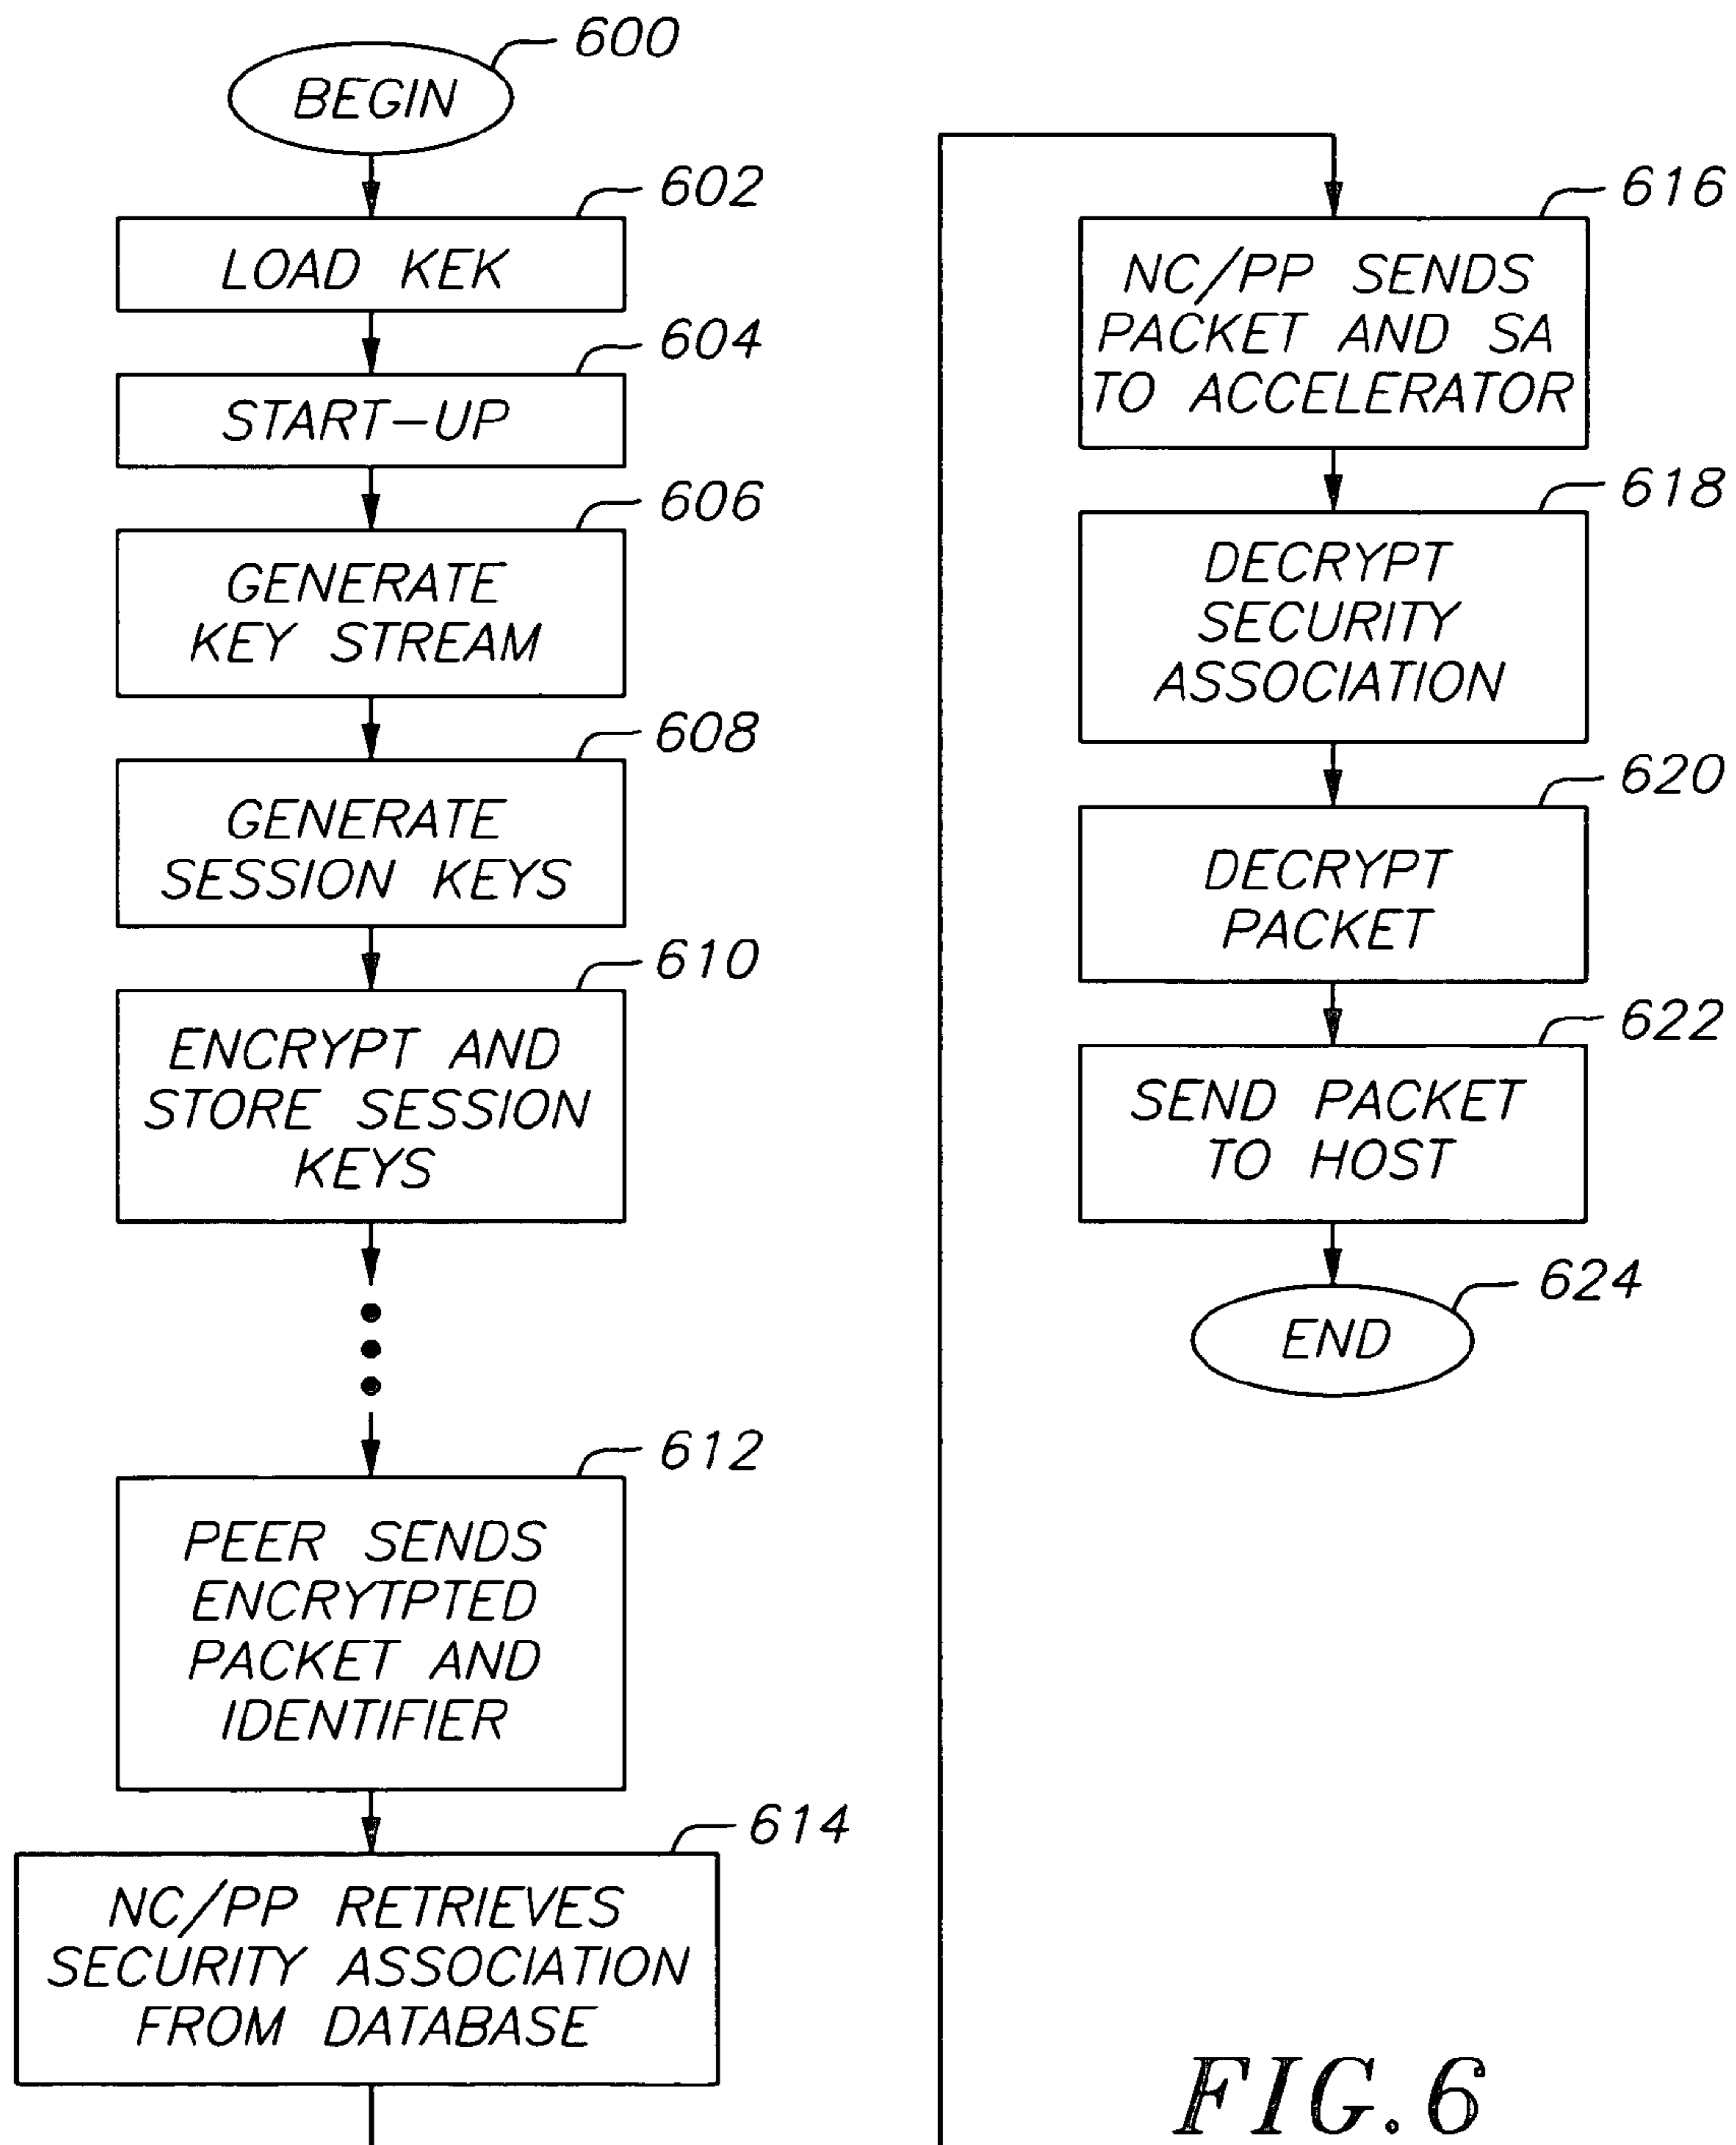 600
BEGIN
602
LOAD KEK
604
START-UP
606
GENERATE
KEY STREAM
608
GENERATE
SESSION KEYS
610
ENCRYPT AND
STORE SESSION
KEYS
612
PEER SENDS
ENCRYTPTED
PACKET AND
IDENTIFIER
614
NC/PP RETRIEVES
SECURITY ASSOCIATION
FROM DATABASE
616
NC/PP SENDS
PACKET AND SA
TO ACCELERATOR
618
DECRYPT
SECURITY
ASSOCIATION
620
DECRYPT
PACKET
622
SEND PACKET
TO HOST
624
END
FIG. 6